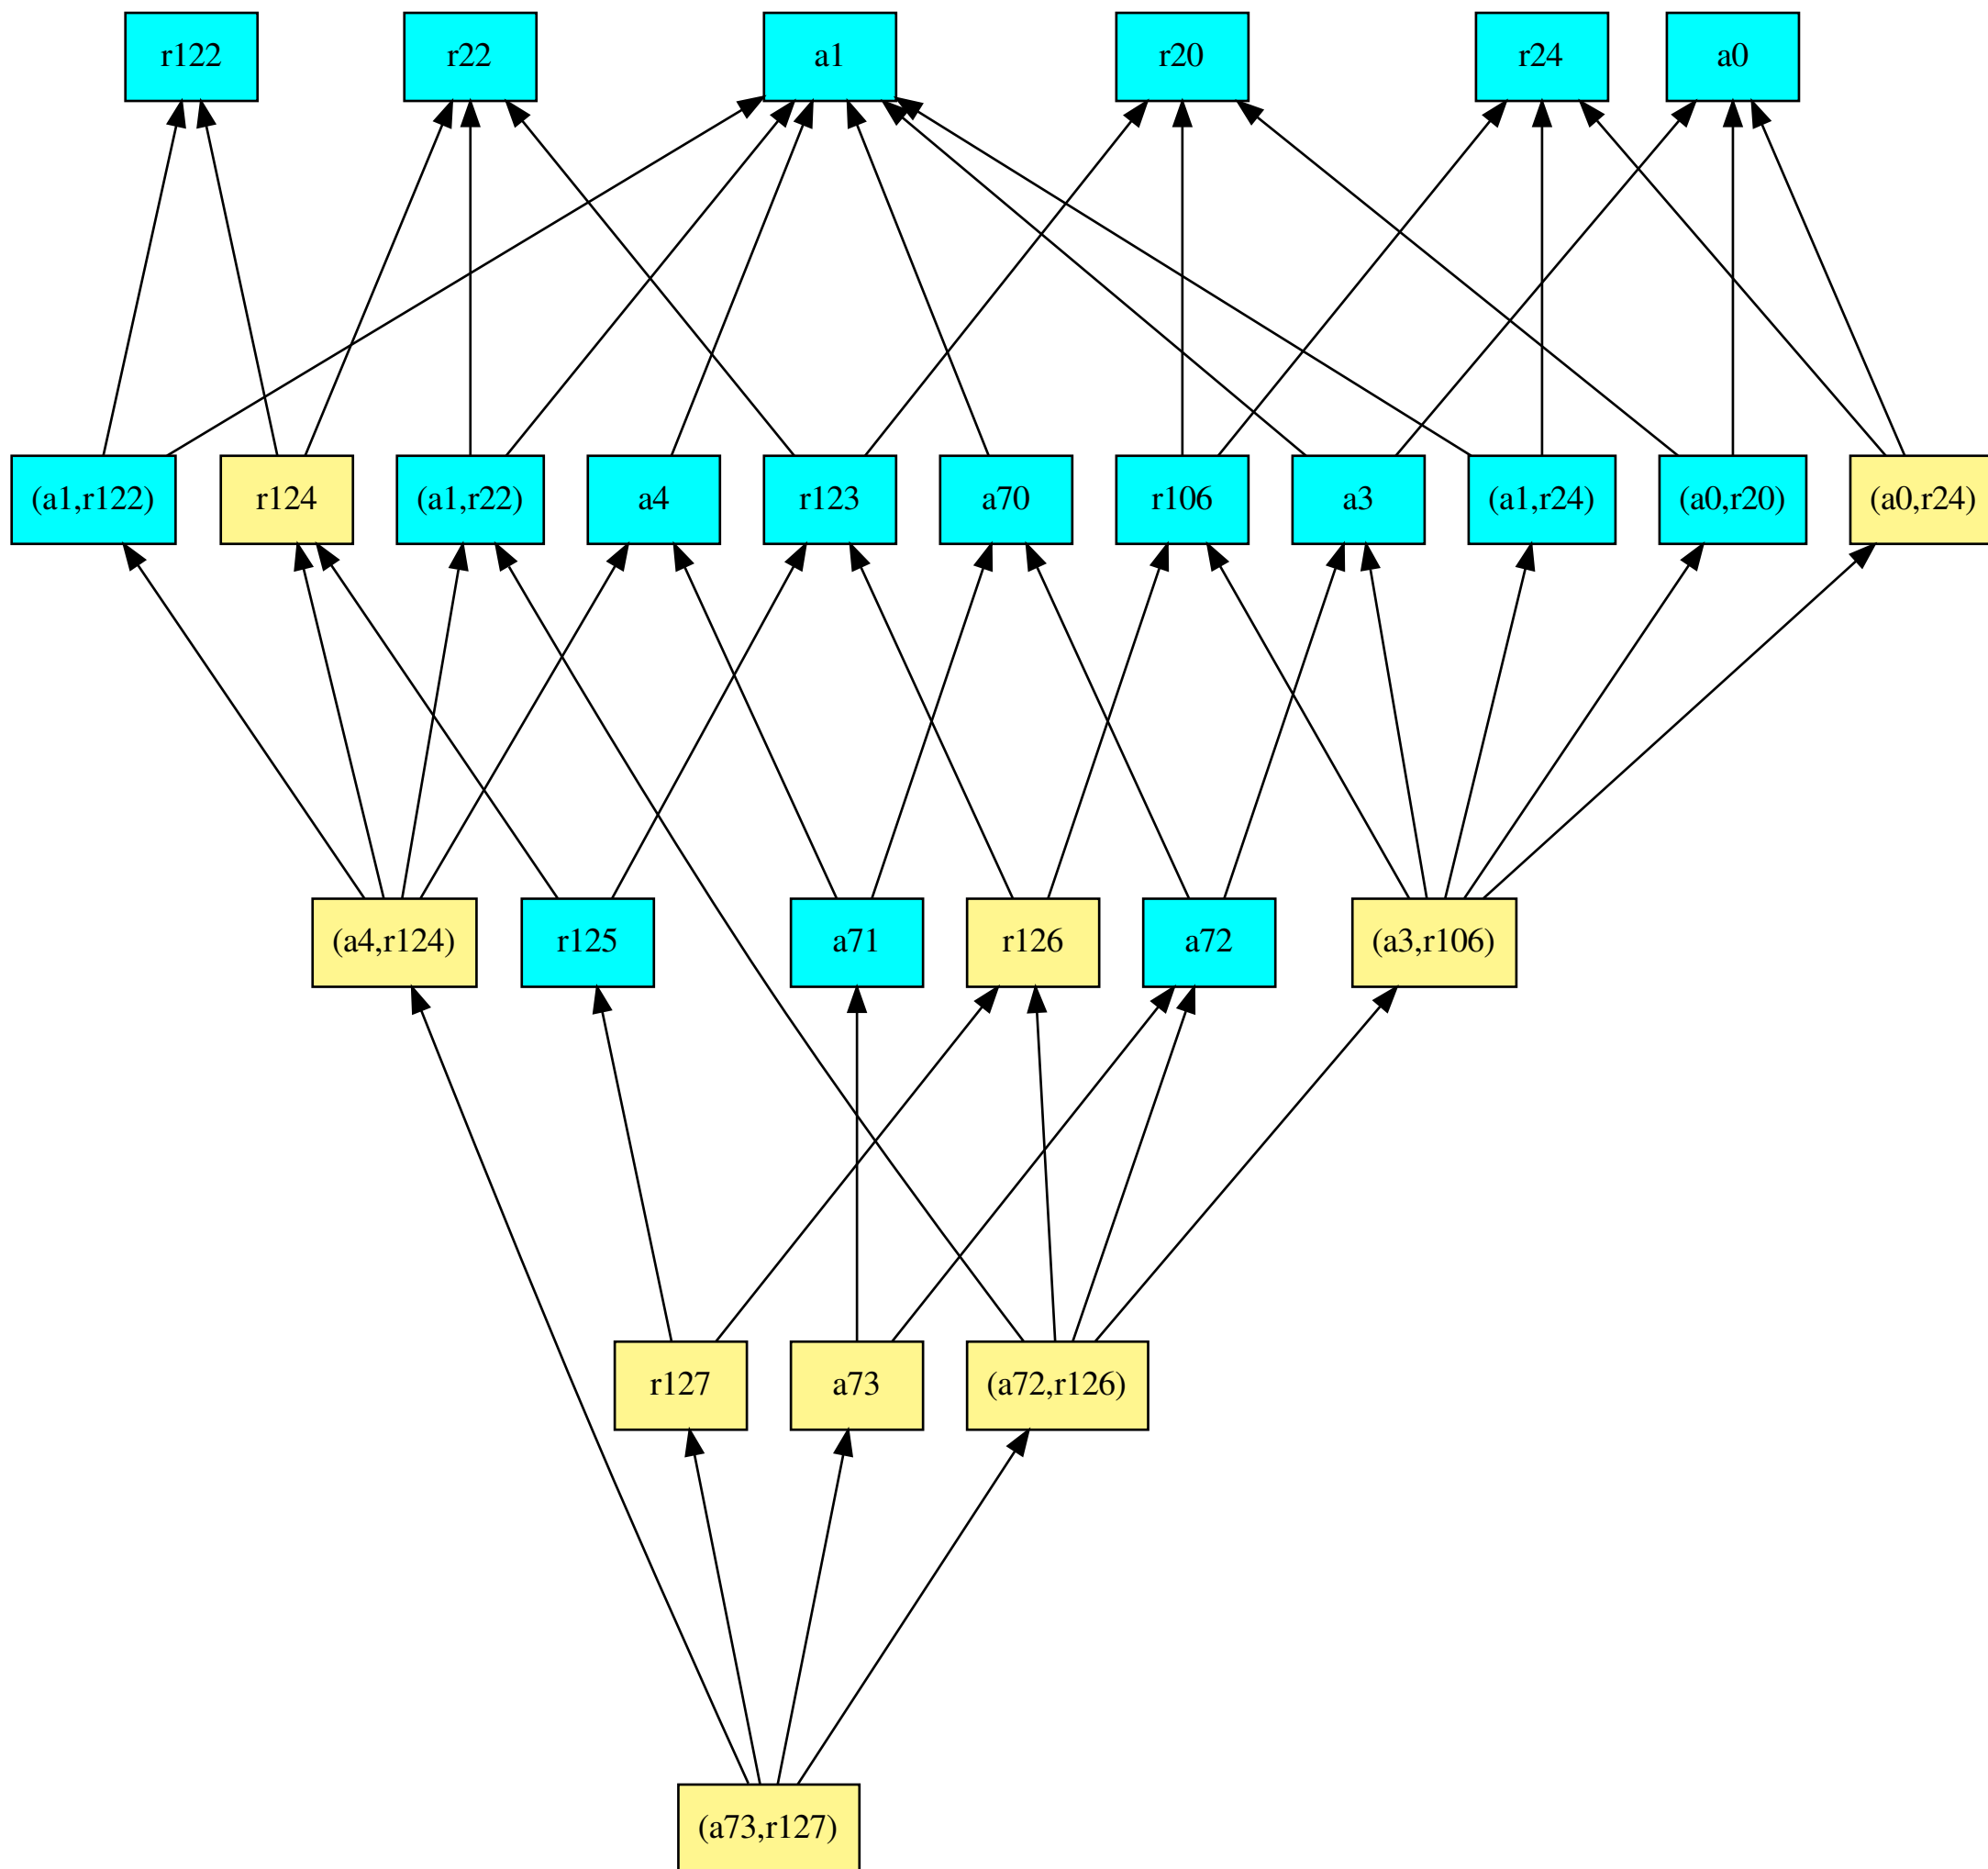 r122
r22
a1
r20
r24
a0
(a1,r122)
r124
(a1,r22)
a4
r123
a70
r106
a3
(a1,r24)
(a0,r20)
(a0,r24)
(a4,r124)
r125
a71
r126
a72
(a3,r106)
r127
a73
(a72,r126)
(a73,r127)